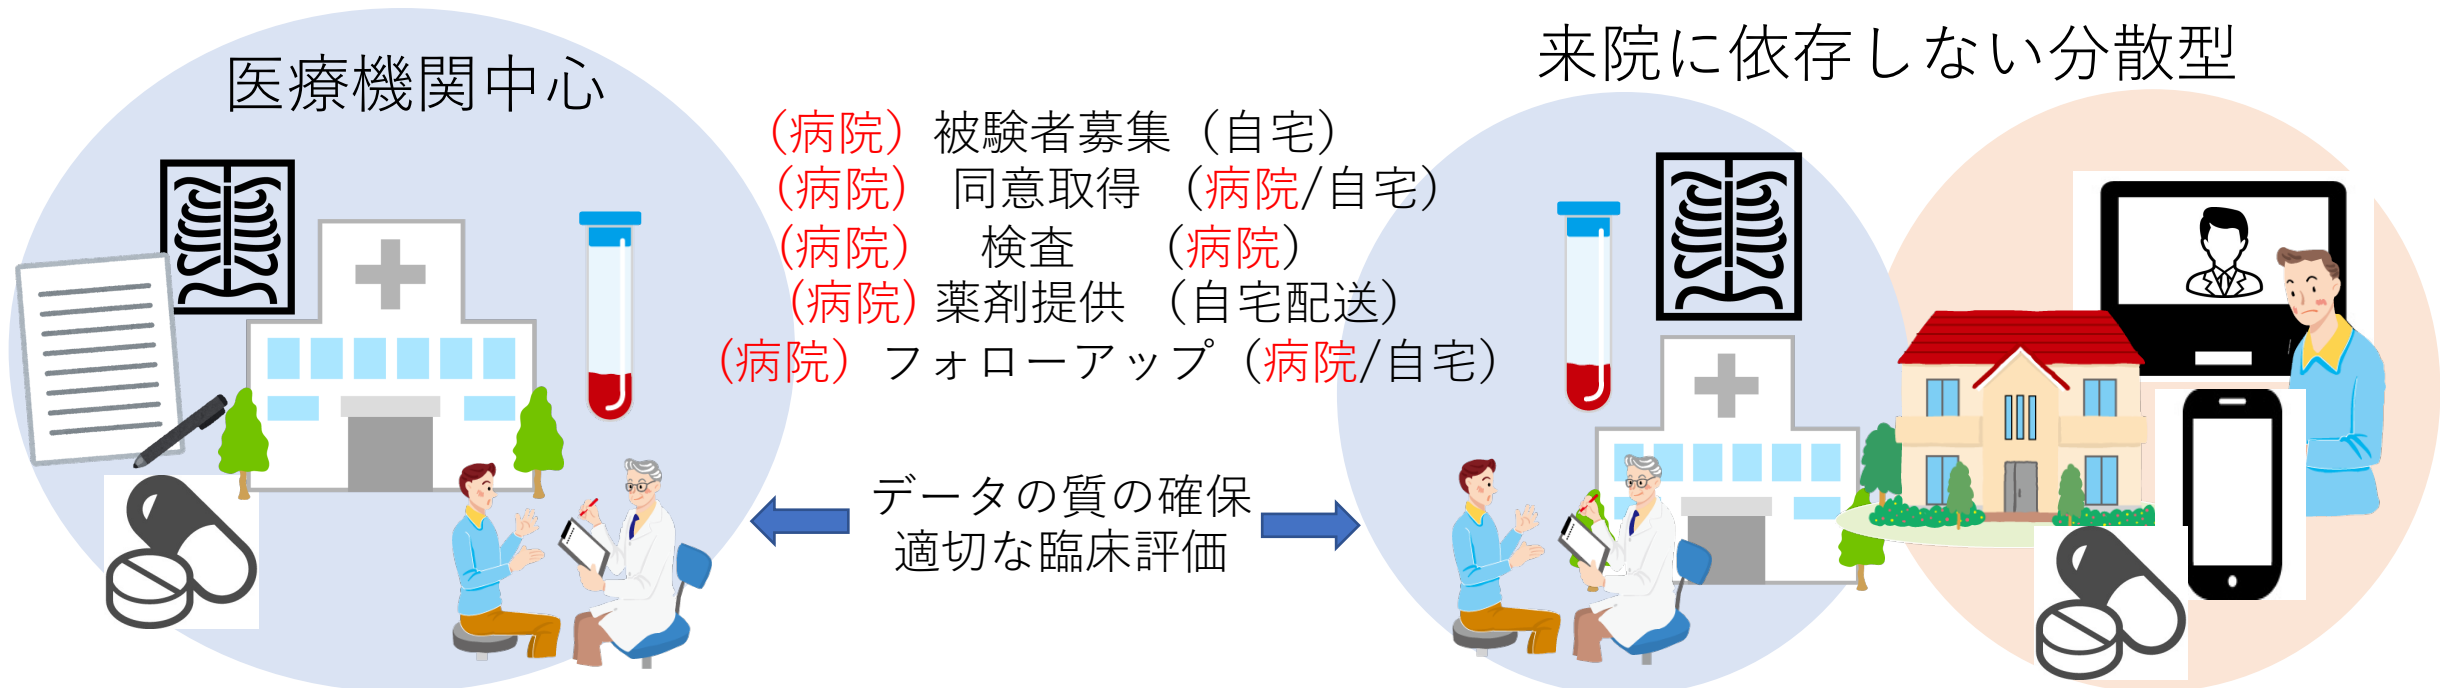 医療機関中心
来院に依存しない分散型
（病院）被験者募集（自宅）
（病院） 同意取得 （病院/自宅）
（病院） 検査 （病院）
（病院）薬剤提供 （自宅配送）
（病院） フォローアップ（病院/自宅）
データの質の確保
適切な臨床評価